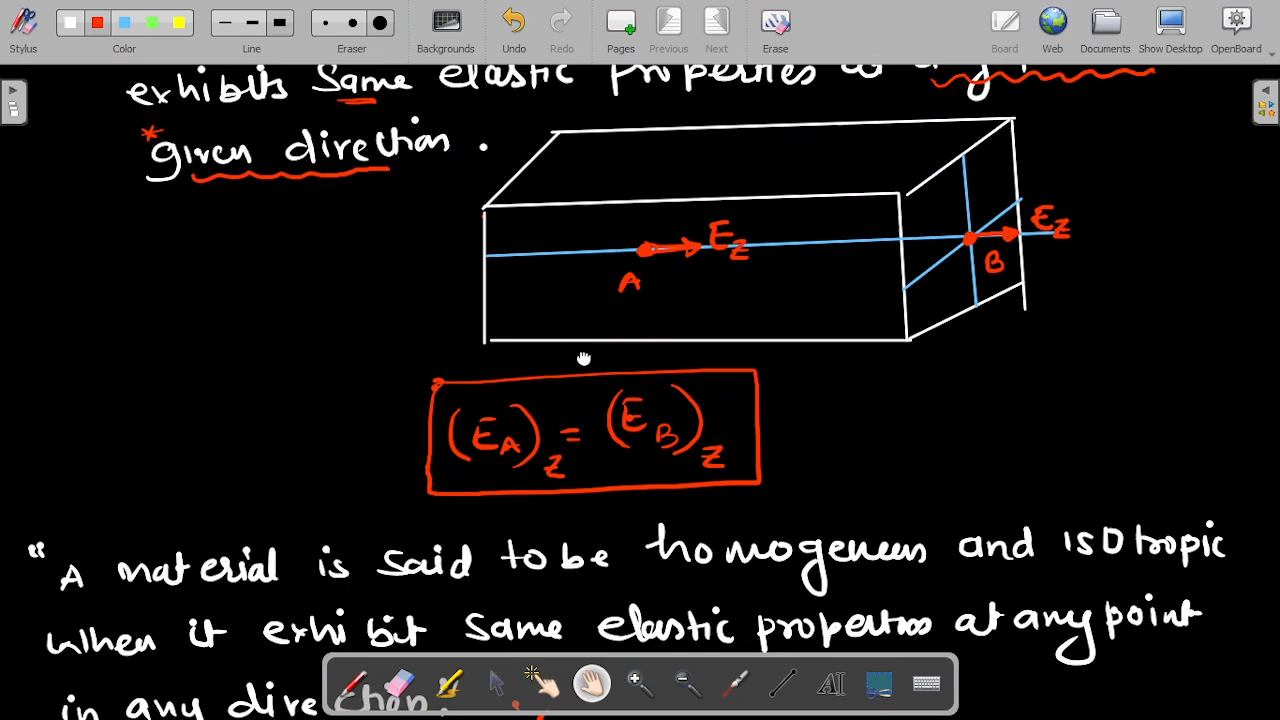 Stylus Color Line Eraser Backgrounds Undo Redo Pages Previous Next Erase Board Web Documents Show Desktop OpenBoard
exhibits same elastic properties
* given direction .
A Ez
B Ez
(EA)z = (EB)z
"A material is said to be homogeneous and isotropic
When it exhibit same elastic properties at any point
in any direction.
AI